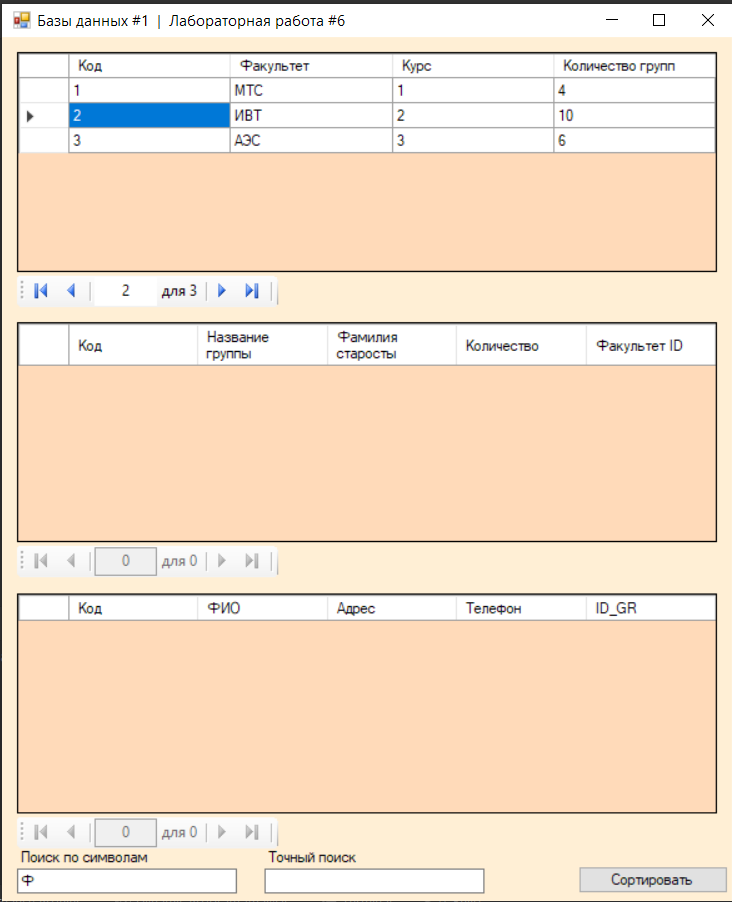 Базы данных #1 | Лабораторная работа #6
Код Факультет Курс Количество групп
1 МТС 1 4
2 ИВТ 2 10
3 АЭС 3 6
2 для 3
Код Название группы Фамилия старосты Количество Факультет ID
0 для 0
Код ФИО Адрес Телефон ID_GR
0 для 0
Поиск по символам Точный поиск
Ф Сортировать